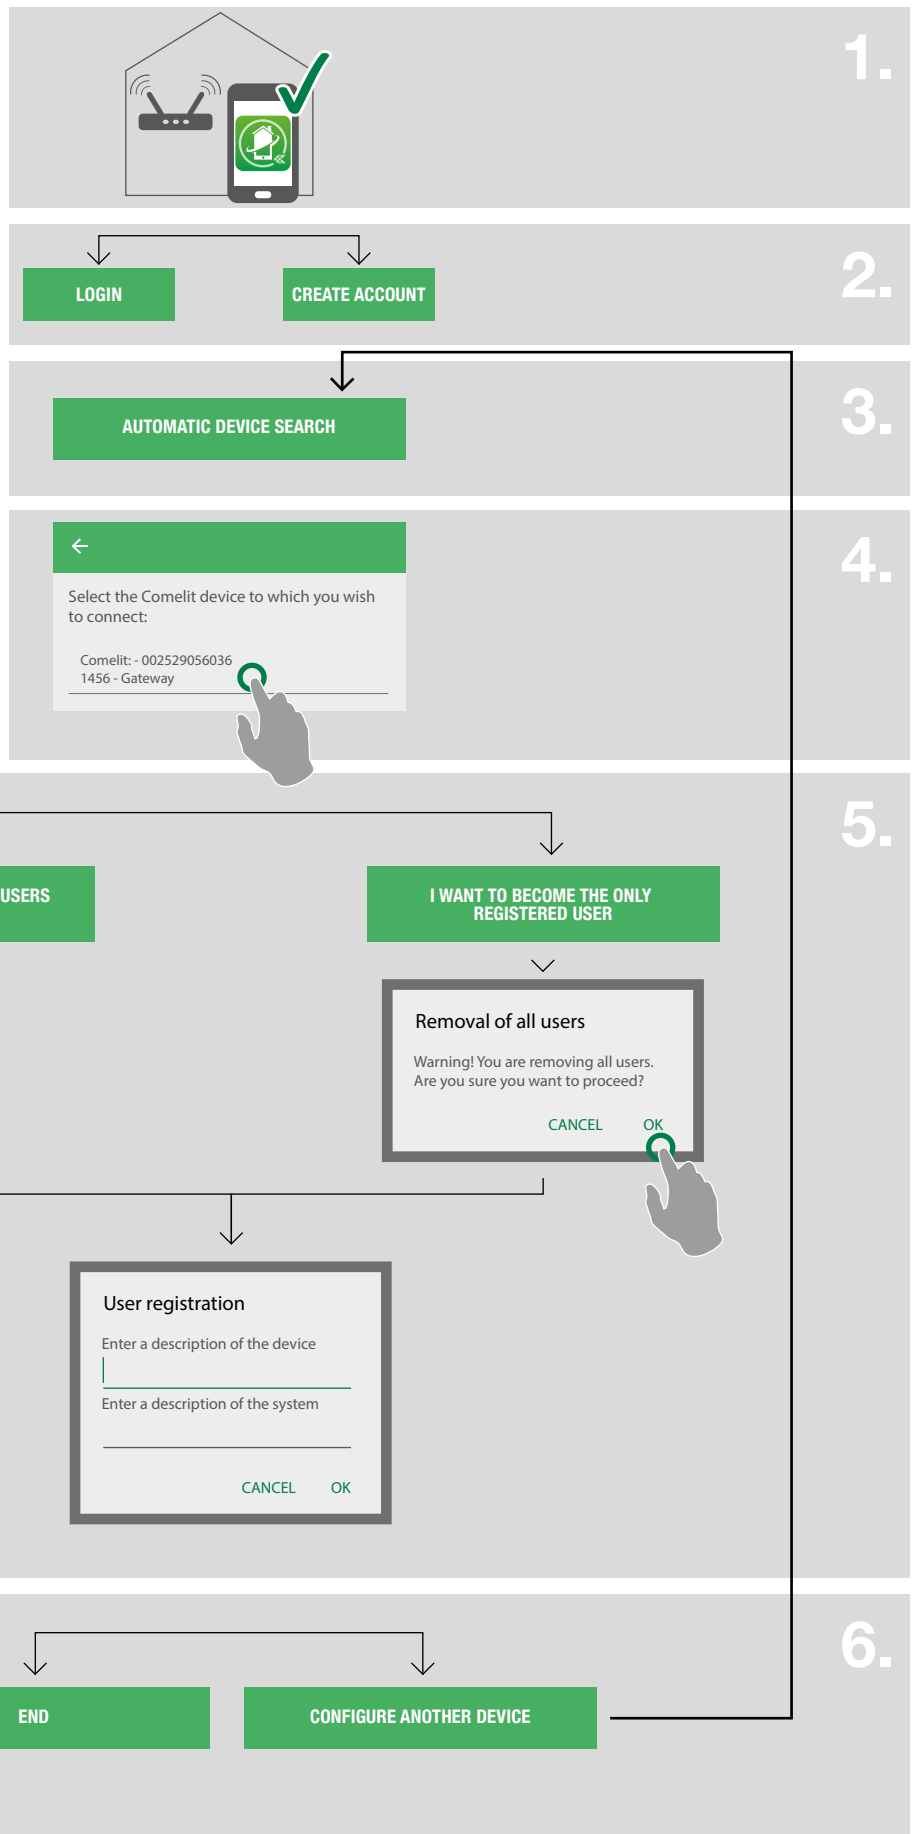 1.
2.
LOGIN
CREATE ACCOUNT
3.
AUTOMATIC DEVICE SEARCH
4.
Select the Comelit device to which you wish
to connect:
Comelit: - 002529056036
1456 - Gateway
5.
USERS
I WANT TO BECOME THE ONLY
REGISTERED USER
Removal of all users
Warning! You are removing all users.
Are you sure you want to proceed?
CANCEL OK
User registration
Enter a description of the device
Enter a description of the system
CANCEL OK
6.
END
CONFIGURE ANOTHER DEVICE